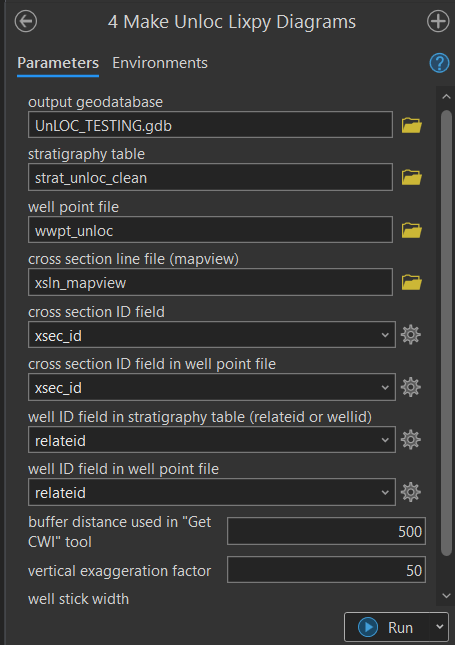 4 Make Unloc Lixpy Diagrams
Parameters Environments
output geodatabase
UnLOC_TESTING.gdb
stratigraphy table
strat_unloc_clean
well point file
wwpt_unloc
cross section line file (mapview)
xsln_mapview
cross section ID field
xsec_id
cross section ID field in well point file
xsec_id
well ID field in stratigraphy table (relateid or wellid)
relateid
well ID field in well point file
relateid
buffer distance used in "Get
CWI" tool
500
vertical exaggeration factor
50
well stick width
Run